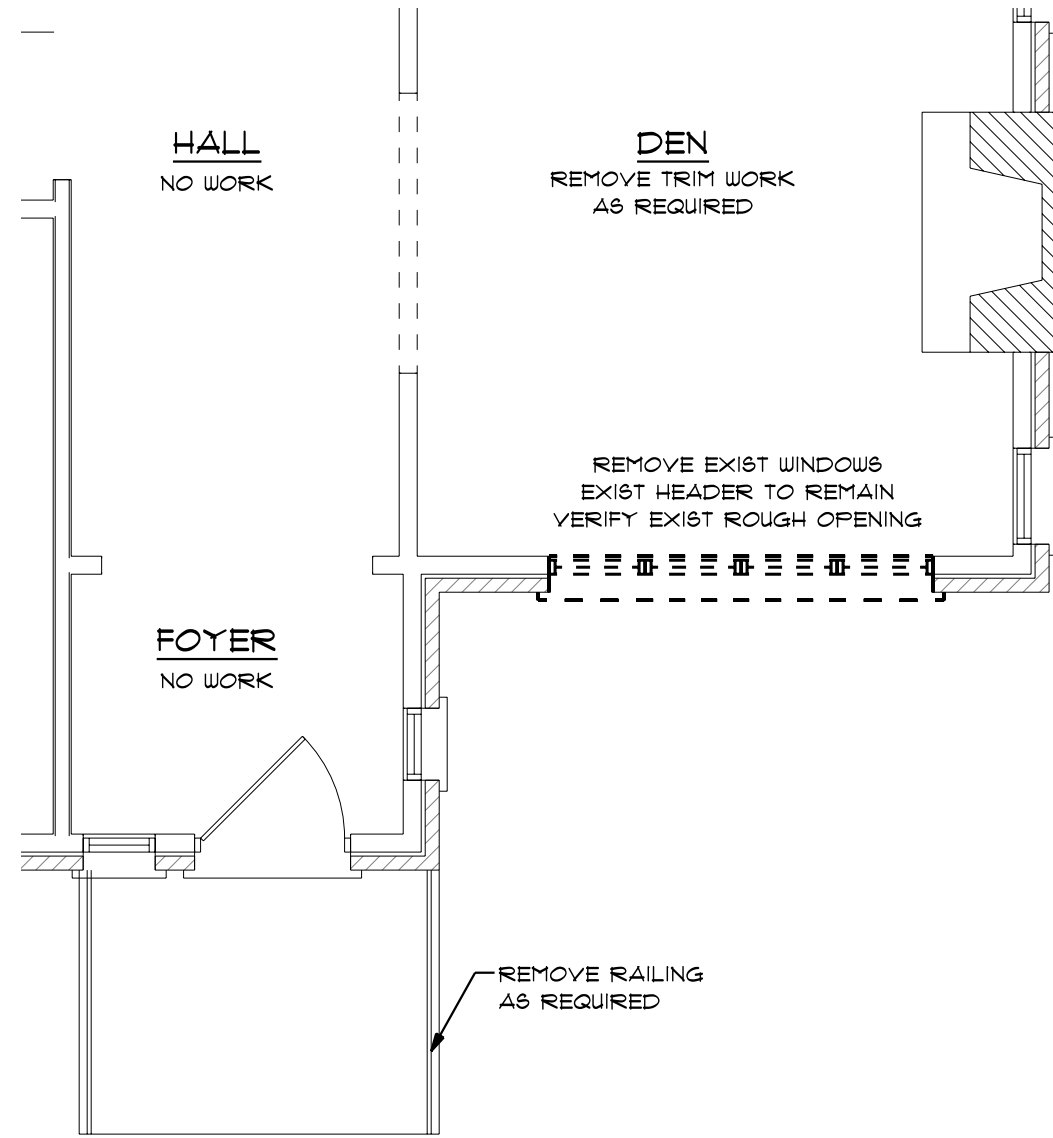 HALL
NO WORK
DEN
REMOVE TRIM WORK
AS REQUIRED
REMOVE EXIST WINDOWS
EXIST HEADER TO REMAIN
VERIFY EXIST ROUGH OPENING
FOYER
NO WORK
REMOVE RAILING
AS REQUIRED